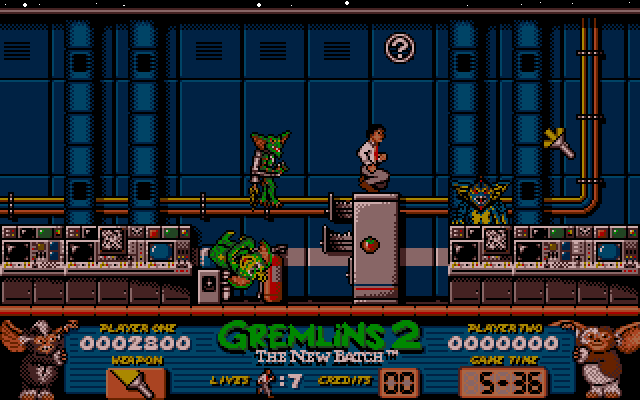 ?
PLAYER ONE
0002800
WEAPON
GREMLINS 2
THE NEW BATCH™
LIVES :7 CREDITS 00
PLAYER TWO
0000000
GAME TIME
5-36